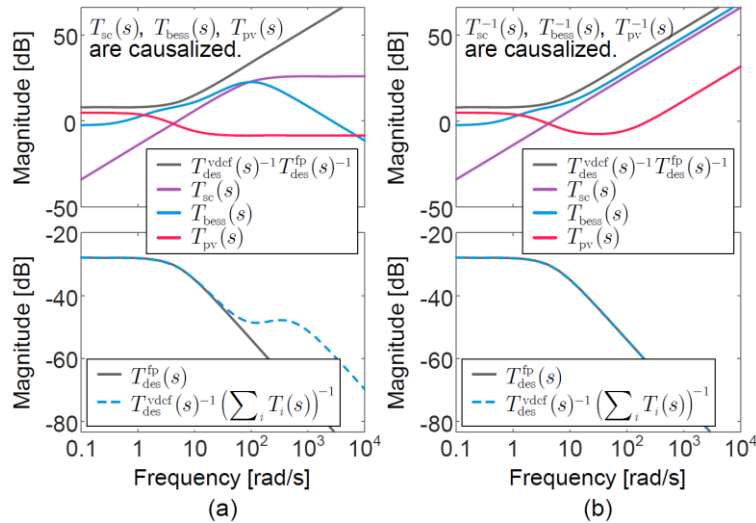 T_sc(s), T_bess(s), T_pv(s)
are causalized.
Magnitude [dB]
50
0
-50
T_des^vdcf(s)^-1 T_des^fp(s)^-1
T_sc(s)
T_bess(s)
T_pv(s)
Magnitude [dB]
-20
-40
-60
-80
T_des^fp(s)
T_des^vdcf(s)^-1 (∑_i T_i(s))^-1
0.1 1 10 10^2 10^3 10^4
Frequency [rad/s]
(a)
T_sc^-1(s), T_bess^-1(s), T_pv^-1(s)
are causalized.
Magnitude [dB]
50
0
-50
T_des^vdcf(s)^-1 T_des^fp(s)^-1
T_sc(s)
T_bess(s)
T_pv(s)
Magnitude [dB]
-20
-40
-60
-80
T_des^fp(s)
T_des^vdcf(s)^-1 (∑_i T_i(s))^-1
0.1 1 10 10^2 10^3 10^4
Frequency [rad/s]
(b)